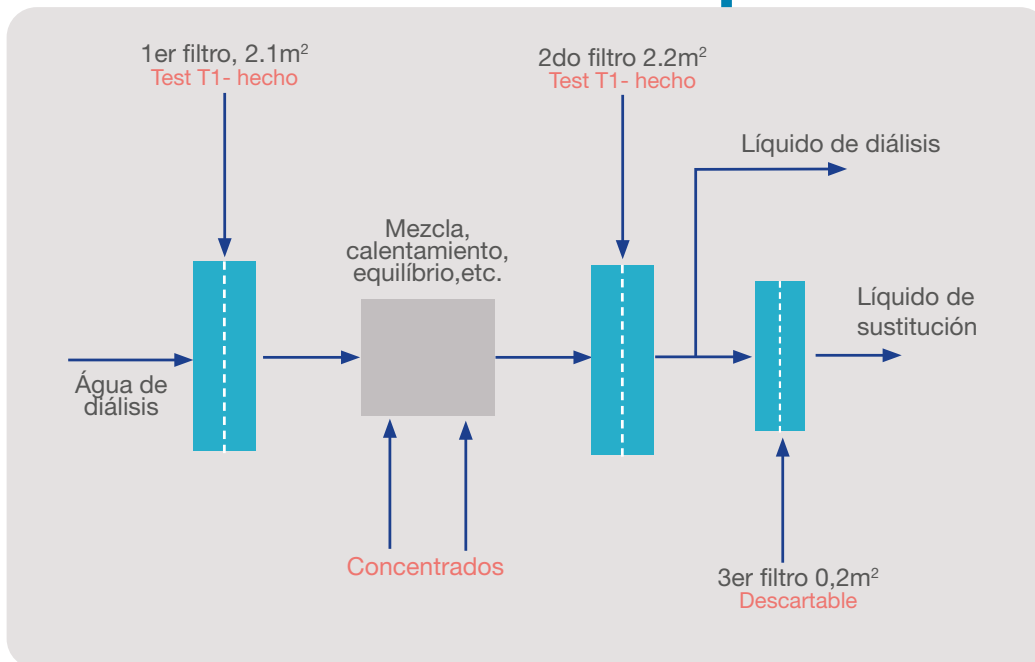 1er filtro, 2.1m²
Test T1- hecho
2do filtro 2.2m²
Test T1- hecho
Líquido de diálisis
Mezcla,
calentamiento,
equilíbrio,etc.
Líquido de
sustitución
Água de
diálisis
Concentrados
3er filtro 0,2m²
Descartable